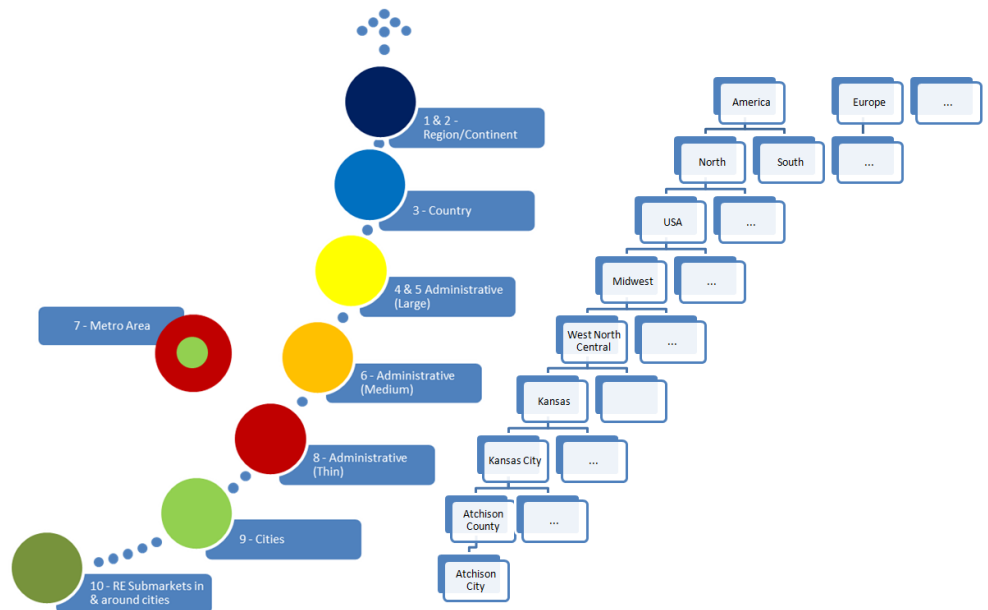 1 & 2 -
Region/Continent
3 - Country
4 & 5 Administrative
(Large)
7 - Metro Area
6 - Administrative
(Medium)
8 - Administrative
(Thin)
9 - Cities
10 - RE Submarkets in
& around cities
America
Europe
...
North
South
...
USA
...
Midwest
...
West North
Central
...
Kansas
Kansas City
...
Atchison
County
...
Atchison
City